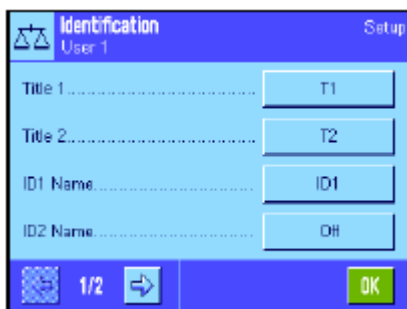 Identification
Setup
User 1
Title 1.......................................... T1
Title 2.......................................... T2
ID1 Name................................... ID1
ID2 Name................................... Off
1/2
OK